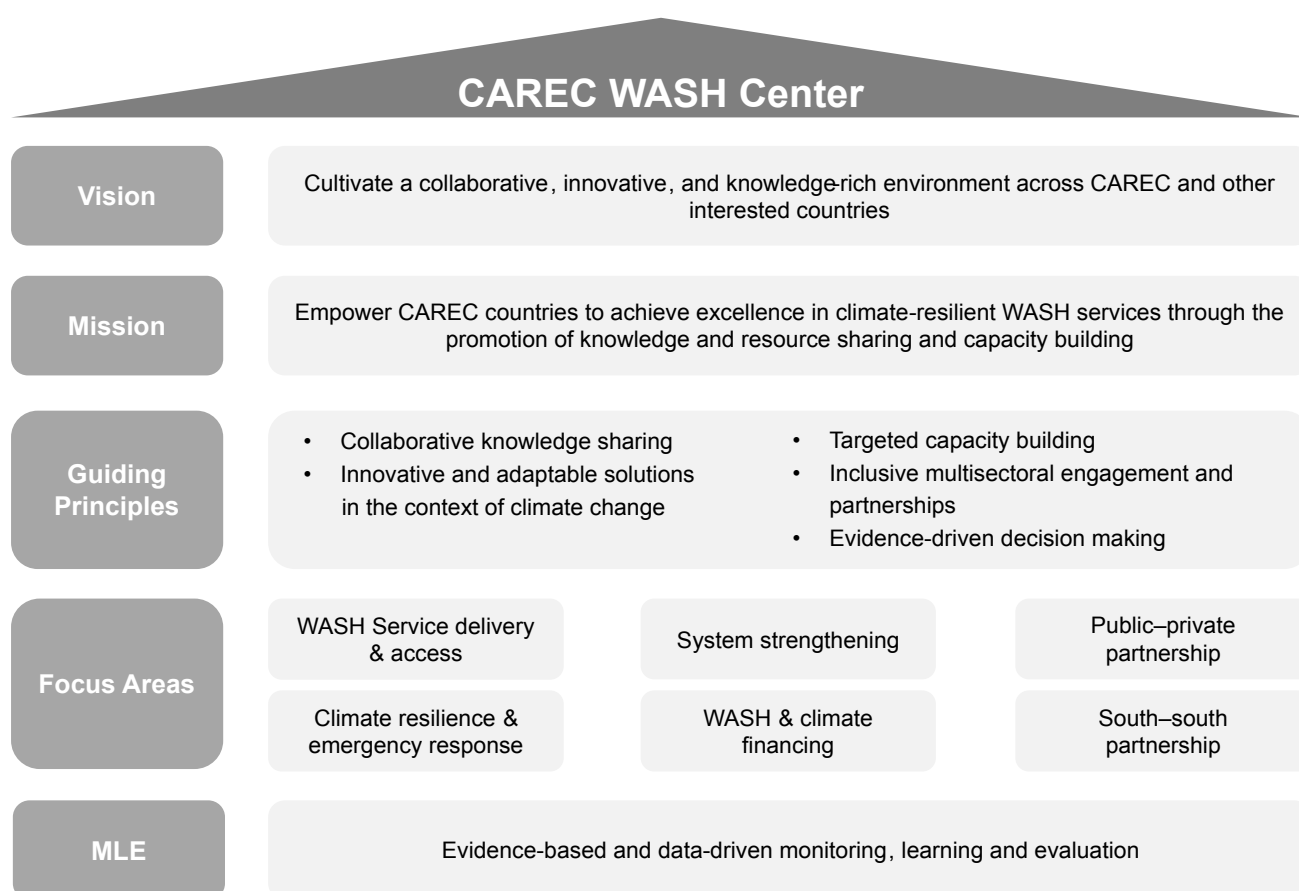 CAREC WASH Center
Vision
Cultivate a collaborative, innovative, and knowledge-rich environment across CAREC and other
interested countries
Mission
Empower CAREC countries to achieve excellence in climate-resilient WASH services through the
promotion of knowledge and resource sharing and capacity building
Guiding
Principles
• Collaborative knowledge sharing
• Innovative and adaptable solutions
in the context of climate change
• Targeted capacity building
• Inclusive multisectoral engagement and
partnerships
• Evidence-driven decision making
Focus Areas
WASH Service delivery
& access
System strengthening
Public–private
partnership
Climate resilience &
emergency response
WASH & climate
financing
South–south
partnership
MLE
Evidence-based and data-driven monitoring, learning and evaluation